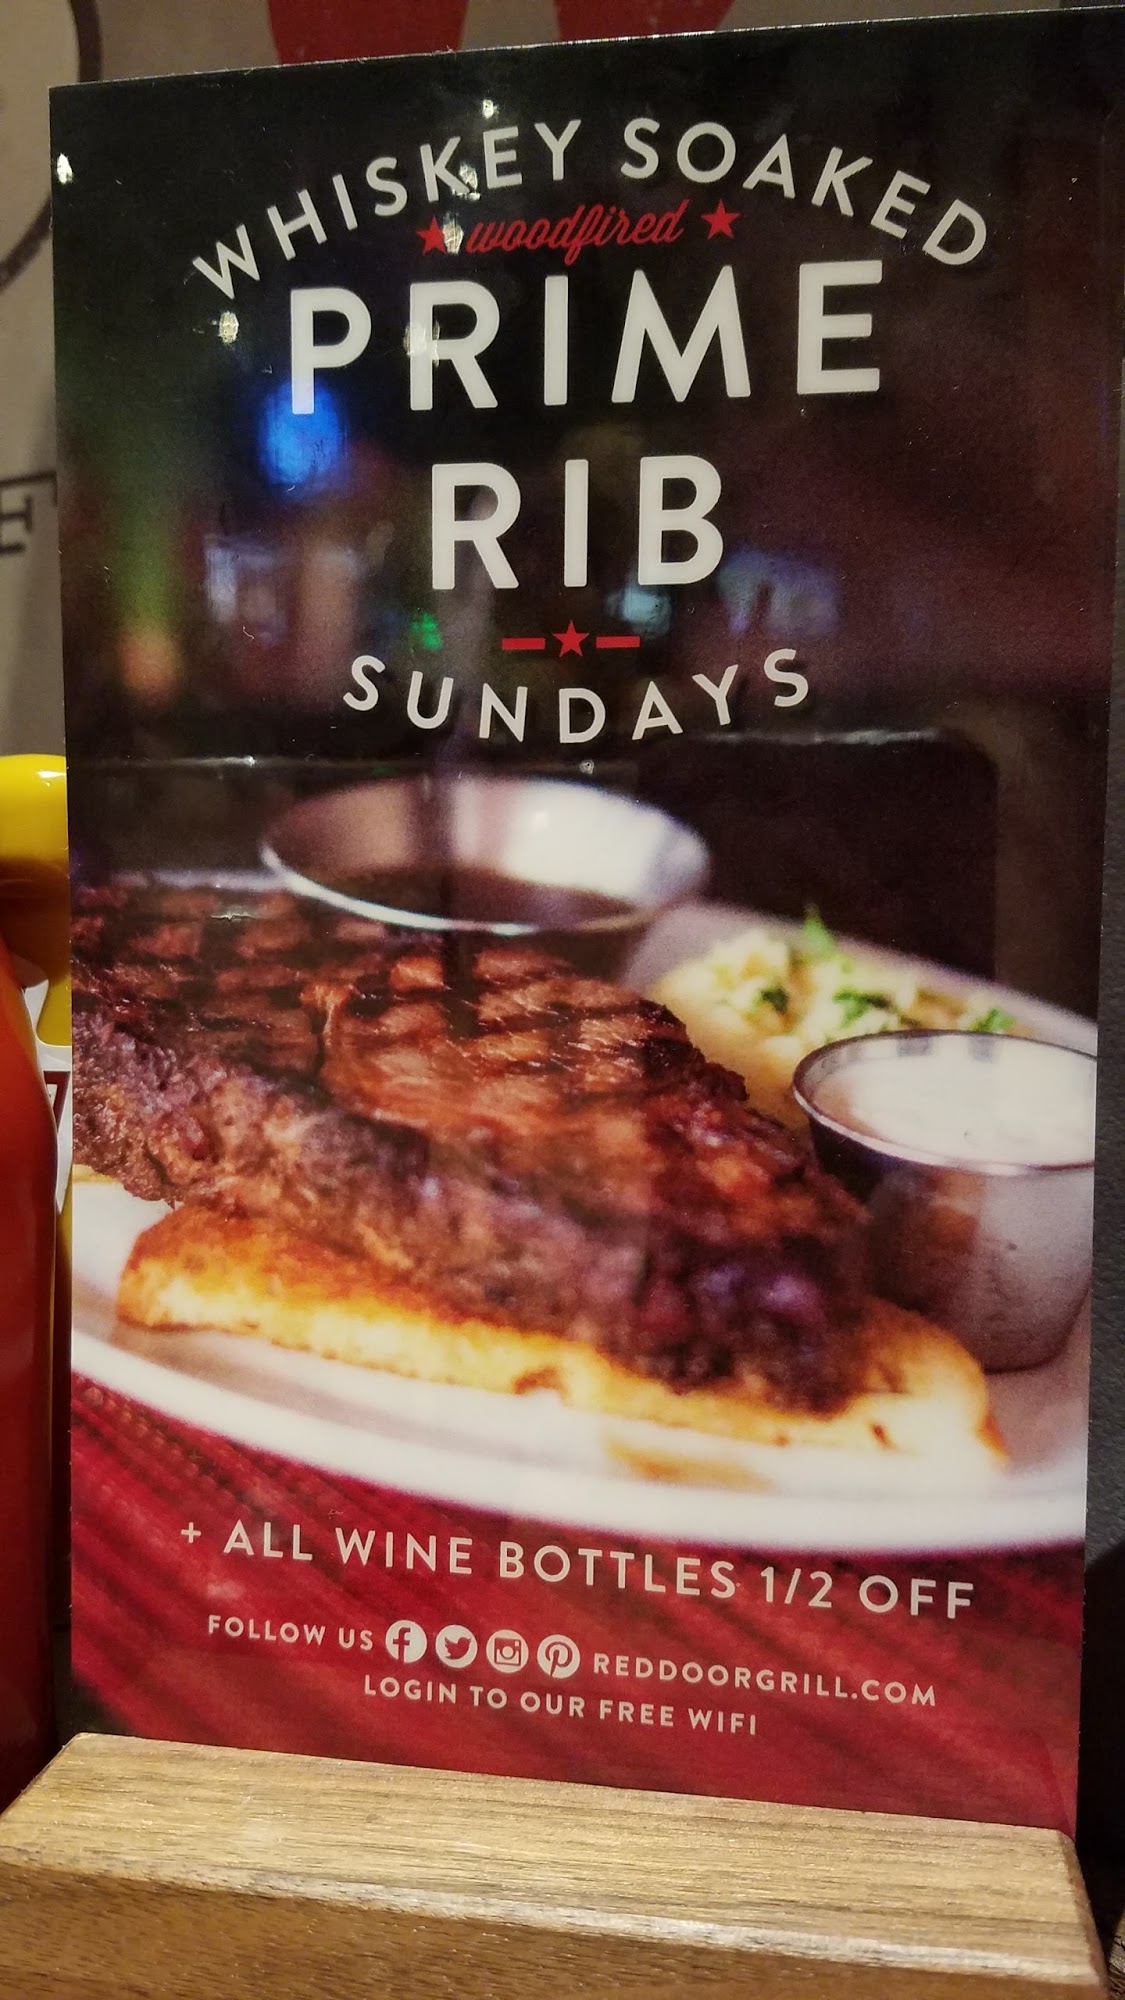 WHISKEY SOAKED
woodfired
PRIME
RIB
SUNDAYS
+ ALL WINE BOTTLES 1/2 OFF
FOLLOW US REDDOORGRILL.COM
LOGIN TO OUR FREE WIFI